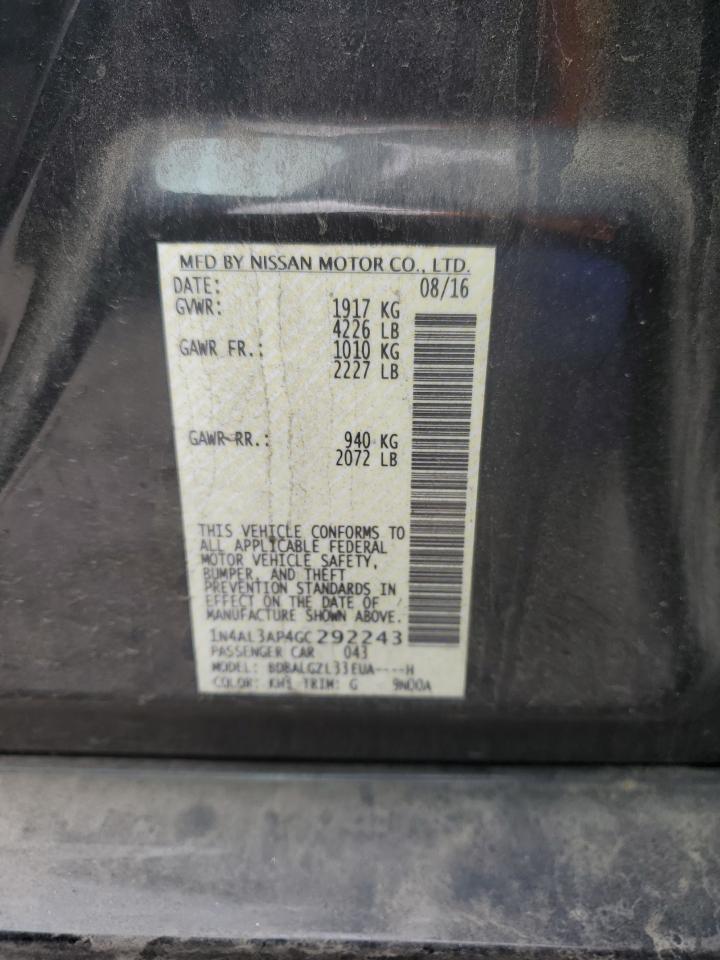 MFD BY NISSAN MOTOR CO., LTD.
DATE: 08/16
GVWR: 1917 KG
4226 LB
GAWR FR.: 1010 KG
2227 LB
GAWR RR.: 940 KG
2072 LB
THIS VEHICLE CONFORMS TO
ALL APPLICABLE FEDERAL
MOTOR VEHICLE SAFETY,
BUMPER, AND THEFT
PREVENTION STANDARDS IN
EFFECT ON THE DATE OF
MANUFACTURE SHOWN ABOVE.
1N4AL3AP4GC292243
PASSENGER CAR 043
MODEL: BDBALGZL33EUA----H
COLOR: KH1 TRIM: G 9N00A